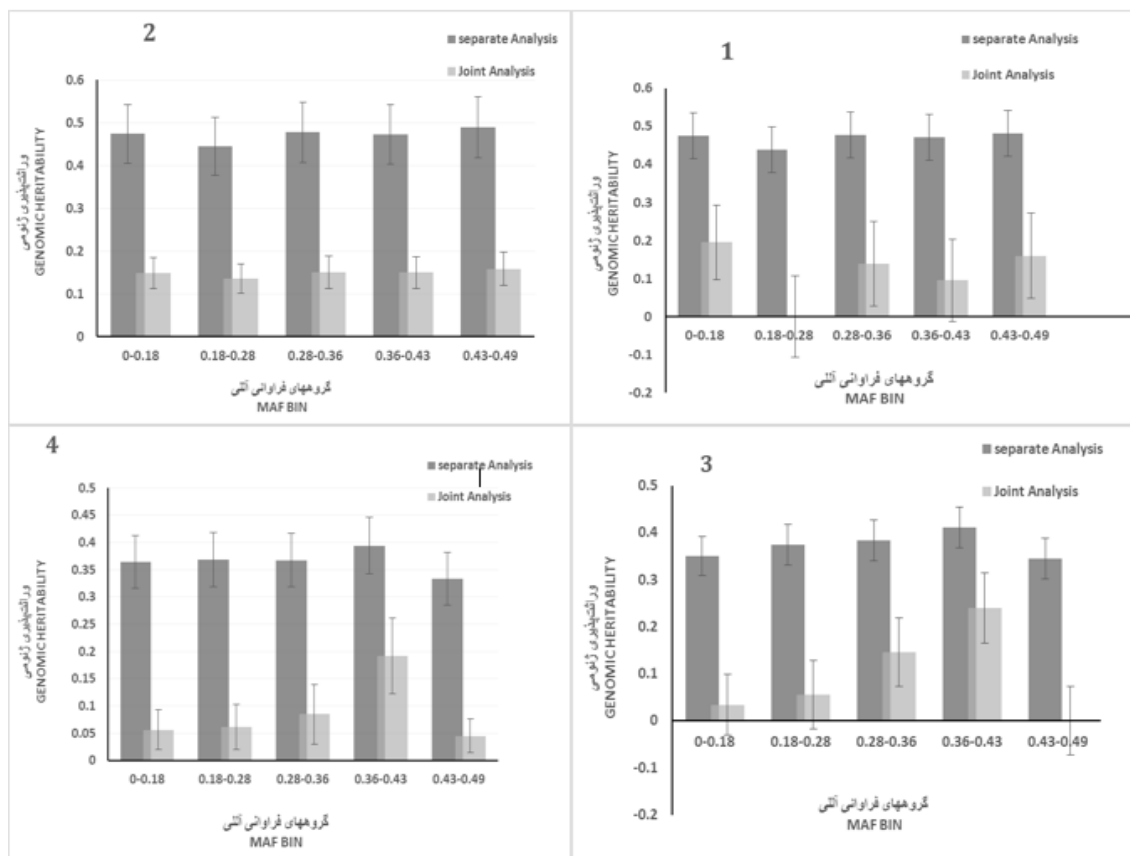 2
separate Analysis
Joint Analysis
0.6
0.5
0.4
0.3
0.2
0.1
0
وراثت‌پذیری ژنومی
GENOMIC HERITABILITY
0-0.18 0.18-0.28 0.28-0.36 0.36-0.43 0.43-0.49
گروههای فراوانی آللی
MAF BIN
1
separate Analysis
Joint Analysis
0.6
0.5
0.4
0.3
0.2
0.1
0
-0.1
-0.2
وراثت‌پذیری ژنومی
GENOMIC HERITABILITY
0-0.18 0.18-0.28 0.28-0.36 0.36-0.43 0.43-0.49
گروههای فراوانی آللی
MAF BIN
4
separate Analysis
Joint Analysis
0.5
0.45
0.4
0.35
0.3
0.25
0.2
0.15
0.1
0.05
0
وراثت‌پذیری ژنومی
GENOMIC HERITABILITY
0-0.18 0.18-0.28 0.28-0.36 0.36-0.43 0.43-0.49
گروههای فراوانی آللی
MAF BIN
3
separate Analysis
Joint Analysis
0.5
0.4
0.3
0.2
0.1
0
-0.1
-0.2
وراثت‌پذیری ژنومی
GENOMIC HERITABILITY
0-0.18 0.18-0.28 0.28-0.36 0.36-0.43 0.43-0.49
گروههای فراوانی آللی
MAF BIN